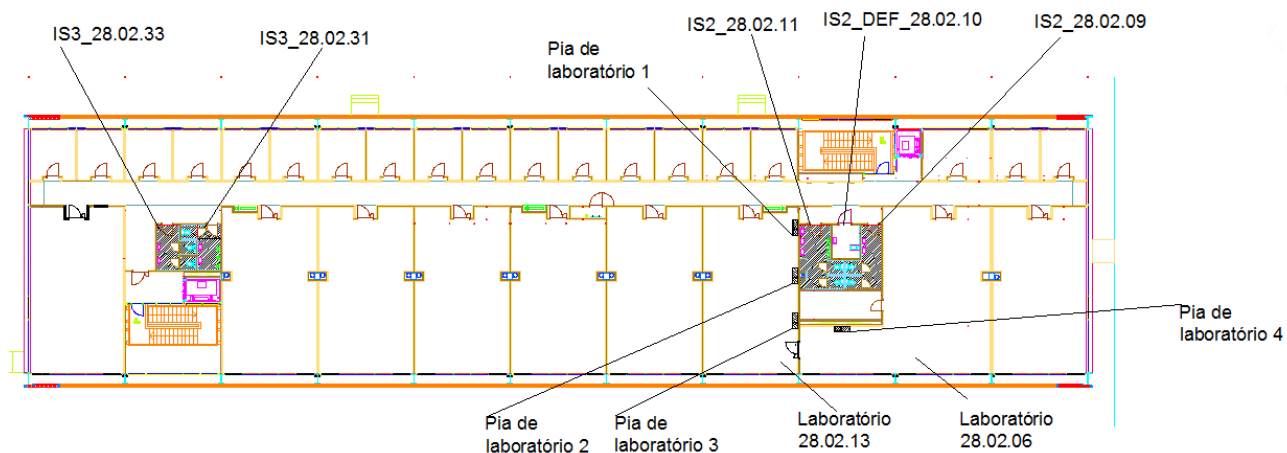 IS3_28.02.33
IS3_28.02.31
Pia de
laboratório 1
IS2_28.02.11
IS2_DEF_28.02.10
IS2_28.02.09
Pia de
laboratório 4
Pia de
laboratório 2
Pia de
laboratório 3
Laboratório
28.02.13
Laboratório
28.02.06